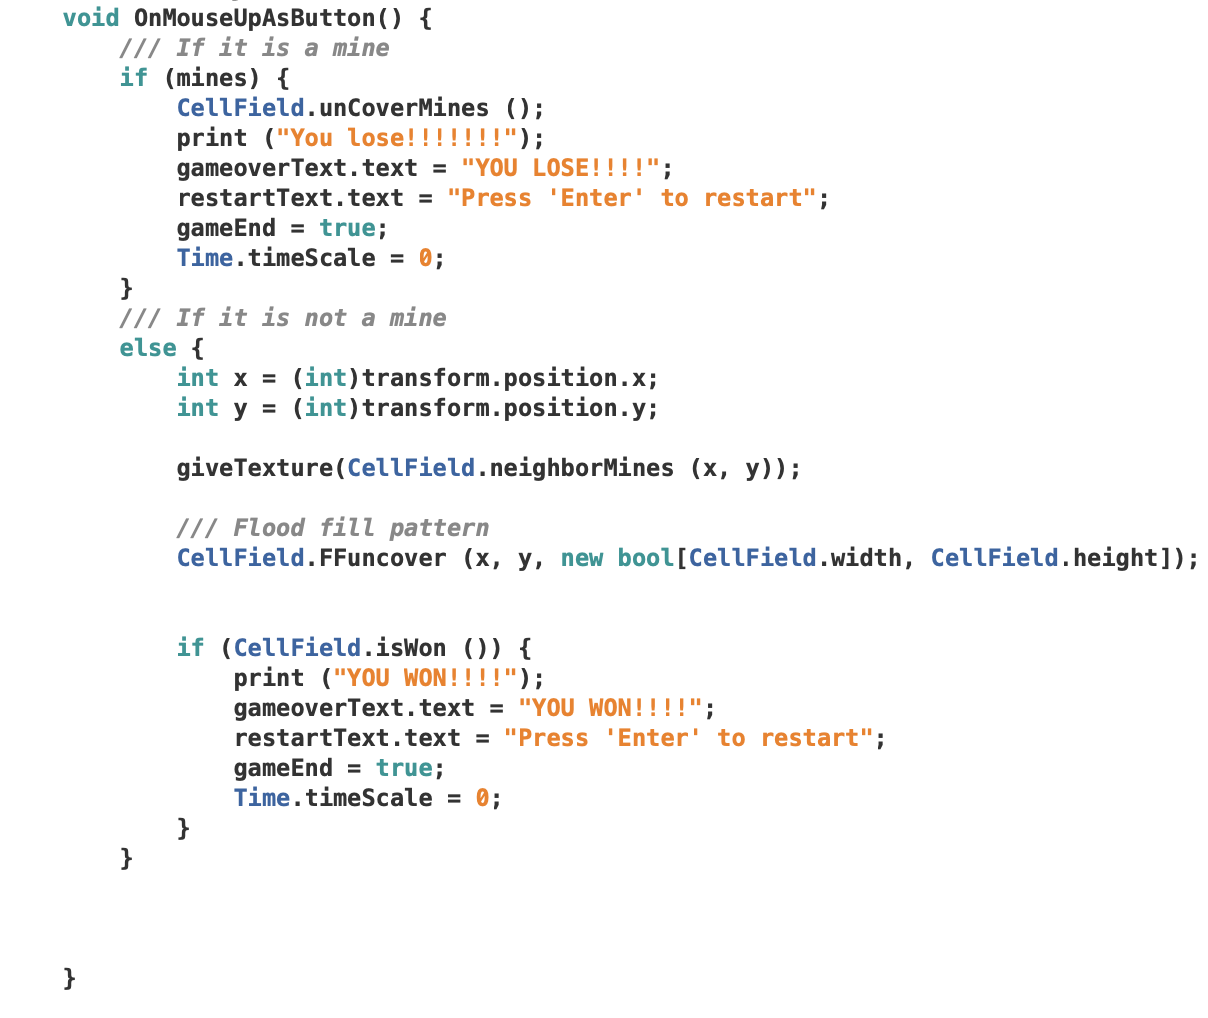 void OnMouseUpAsButton() {
/// If it is a mine
if (mines) {
CellField.unCoverMines ();
print ("You lose!!!!!!!");
gameoverText.text = "YOU LOSE!!!!";
restartText.text = "Press 'Enter' to restart";
gameEnd = true;
Time.timeScale = 0;
}
/// If it is not a mine
else {
int x = (int)transform.position.x;
int y = (int)transform.position.y;
giveTexture(CellField.neighborMines (x, y));
/// Flood fill pattern
CellField.FFuncover (x, y, new bool[CellField.width, CellField.height]);
if (CellField.isWon ()) {
print ("YOU WON!!!!");
gameoverText.text = "YOU WON!!!!";
restartText.text = "Press 'Enter' to restart";
gameEnd = true;
Time.timeScale = 0;
}
}
}